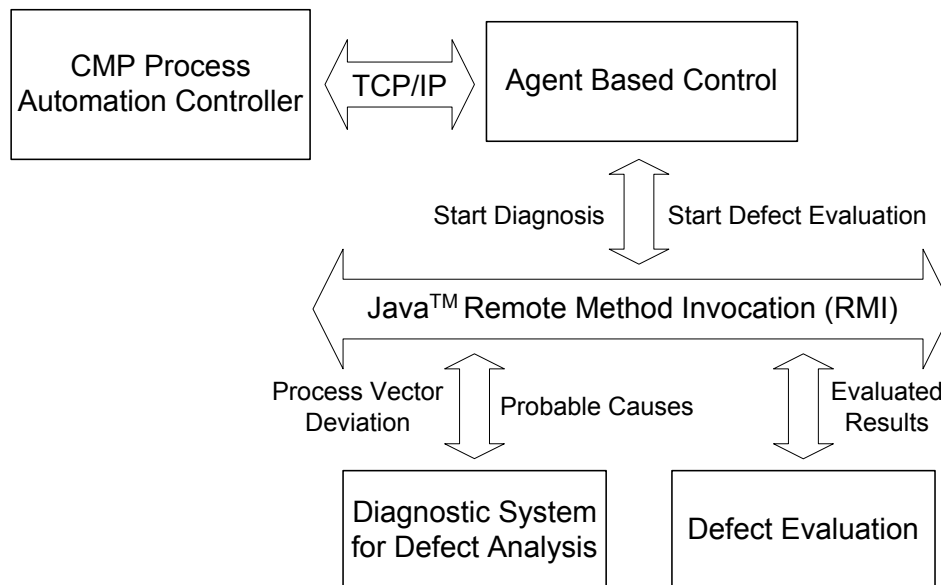 CMP Process
Automation Controller
TCP/IP
Agent Based Control
Start Diagnosis
Start Defect Evaluation
Java™ Remote Method Invocation (RMI)
Process Vector
Deviation
Probable Causes
Evaluated
Results
Diagnostic System
for Defect Analysis
Defect Evaluation